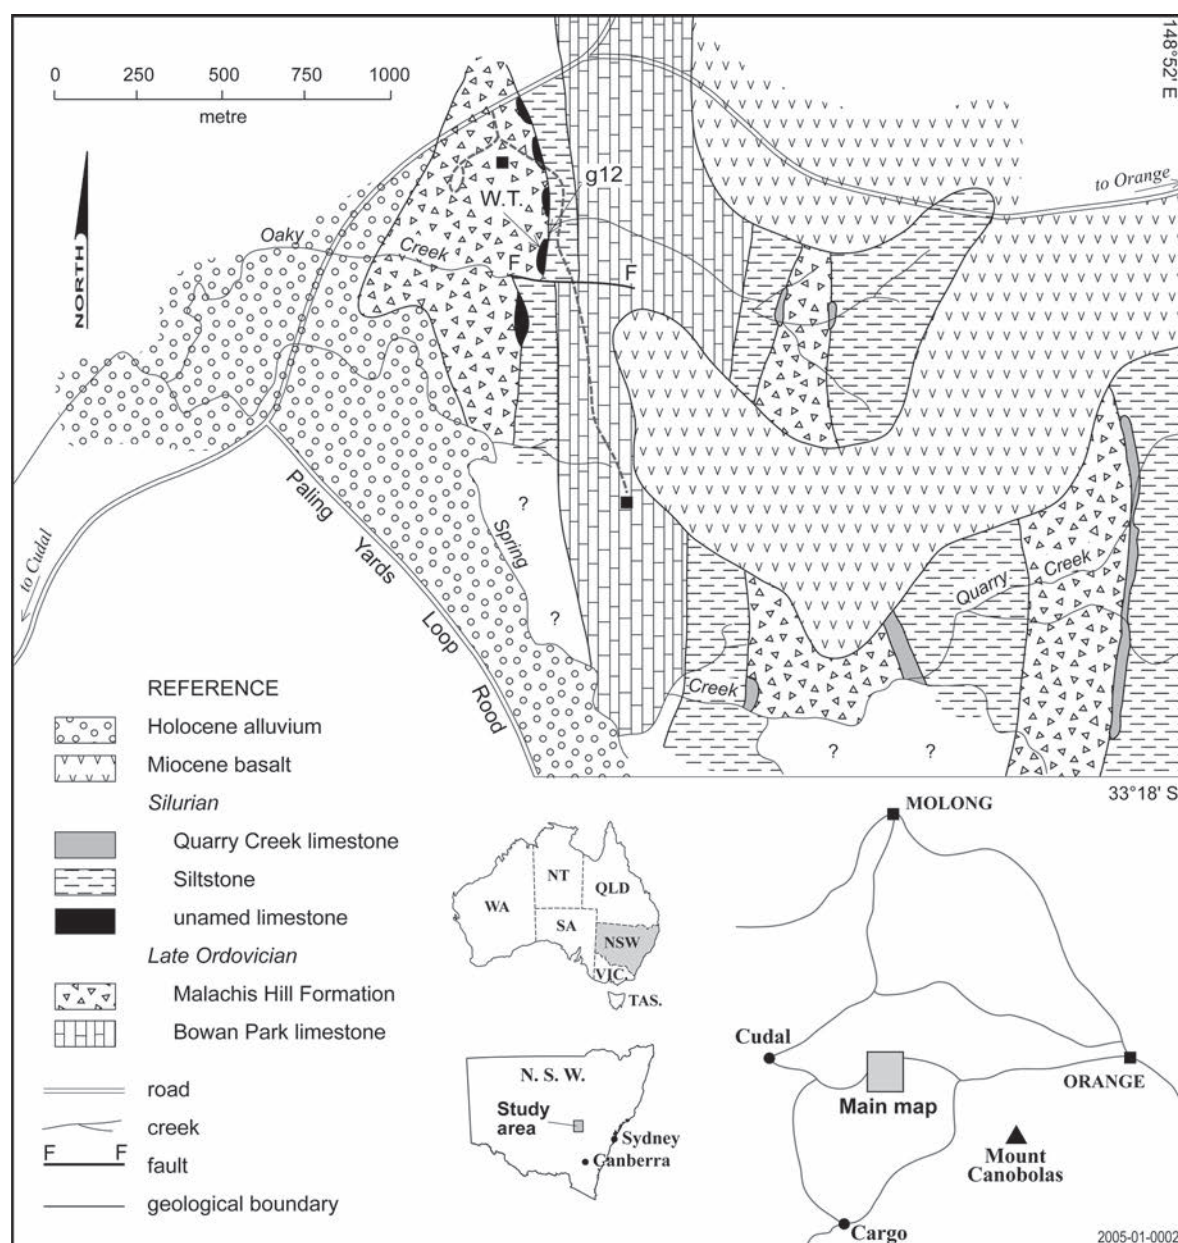 0 250 500 750 1000
metre
148°52' E
NORTH
g12
W.T.
to Orange
Oaky
Creek
F
F
to Cudal
Paling
Yards
Loop
Rood
Spring
Creek
Quarry
Creek
?
?
?
?
33°18' S
REFERENCE
Holocene alluvium
Miocene basalt
Silurian
Quarry Creek limestone
Siltstone
unamed limestone
Late Ordovician
Malachis Hill Formation
Bowan Park limestone
road
creek
F F
fault
geological boundary
WA
NT
QLD
SA
NSW
VIC.
TAS.
N. S. W.
Study
area
Sydney
Canberra
MOLONG
Cudal
ORANGE
Main map
Mount
Canobolas
Cargo
2005-01-0002